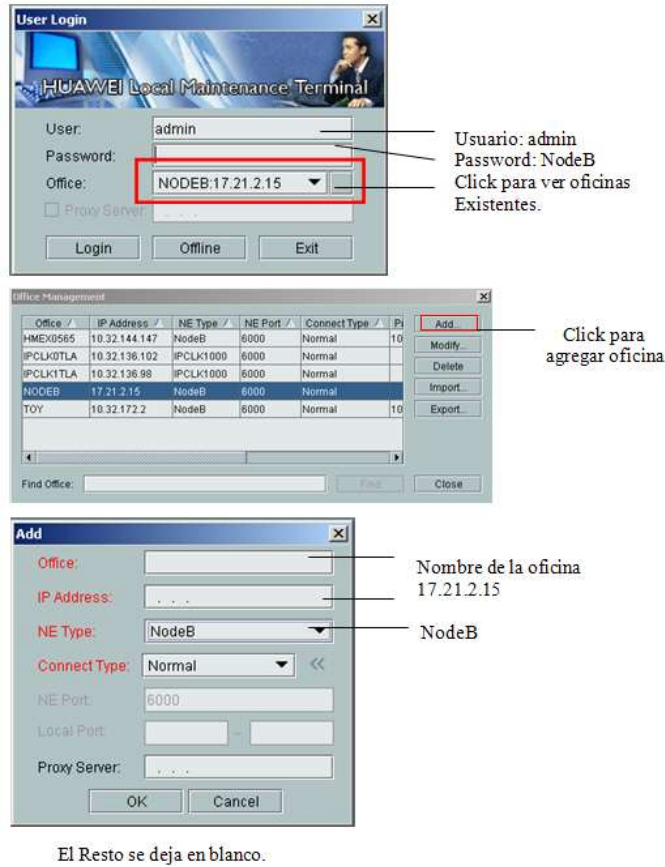 User Login
HUAWEI Local Maintenance Terminal
User: admin
Password:
Office: NODEB:17.21.2.15
Proxy Server: . . .
Login Offline Exit
Usuario: admin
Password: NodeB
Click para ver oficinas
Existentes.
Office Management
Office IP Address NE Type NE Port Connect Type
HMEX0565 10.32.144.147 NodeB 6000 Normal 10
IPCLK0TLA 10.32.136.102 IPCLK1000 6000 Normal
IPCLK1TLA 10.32.136.98 IPCLK1000 6000 Normal
NODEB 17.21.2.15 NodeB 6000 Normal
TOY 10.32.172.2 NodeB 6000 Normal 10
Add...
Modify...
Delete
Import...
Export...
Find Office: Find Close
Click para
agregar oficina
Add
Office:
IP Address: . . .
NE Type: NodeB
Connect Type: Normal «
NE Port: 6000
Local Port: -
Proxy Server: . . .
OK Cancel
Nombre de la oficina
17.21.2.15
NodeB
El Resto se deja en blanco.